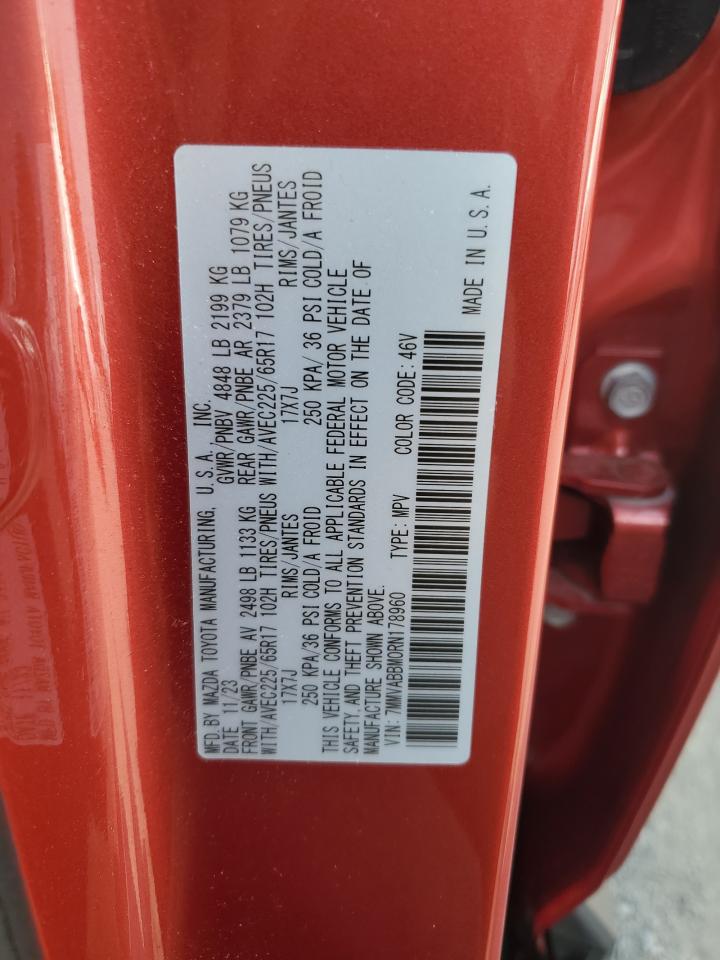 MFD. BY MAZDA TOYOTA MANUFACTURING, U.S.A., INC.
DATE 11/23 GVWR/PNBV 4848 LB 2199 KG
FRONT GAWR/PNBE AV 2498 LB 1133 KG REAR GAWR/PNBE AR 2379 LB 1079 KG
WITH/AVEC225/65R17 102H TIRES/PNEUS WITH/AVEC225/65R17 102H TIRES/PNEUS
17X7J RIMS/JANTES 17X7J RIMS/JANTES
250 KPA/36 PSI COLD/A FROID 250 KPA/ 36 PSI COLD/A FROID
THIS VEHICLE CONFORMS TO ALL APPLICABLE FEDERAL MOTOR VEHICLE
SAFETY AND THEFT PREVENTION STANDARDS IN EFFECT ON THE DATE OF
MANUFACTURE SHOWN ABOVE.
VIN: 7MMVABBM0RN178960 TYPE: MPV COLOR CODE: 46V
MADE IN U.S.A.